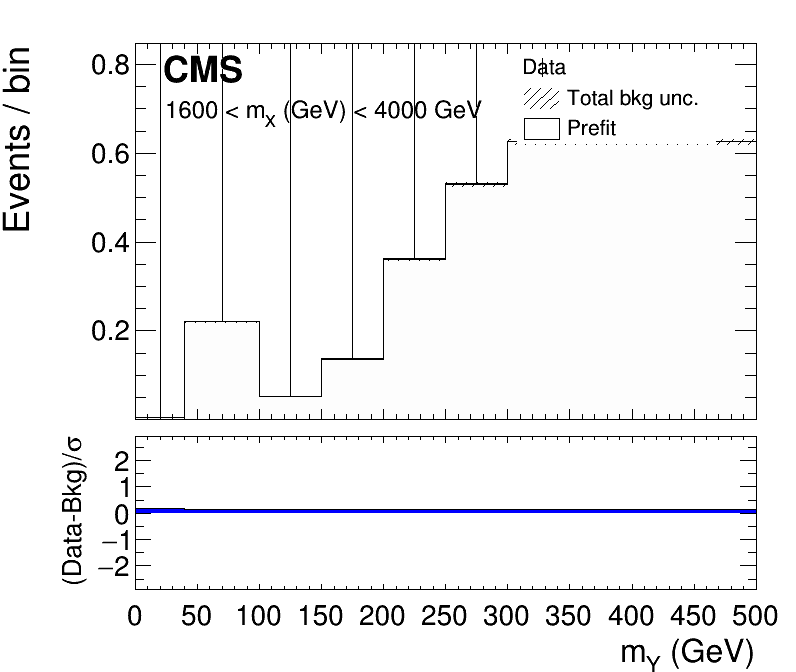 CMS
1600 < mX (GeV) < 4000 GeV
Data
Total bkg unc.
Prefit
Events / bin
0.8
0.6
0.4
0.2
(Data-Bkg)/σ
2
1
0
−1
−2
0 50 100 150 200 250 300 350 400 450 500
mY (GeV)